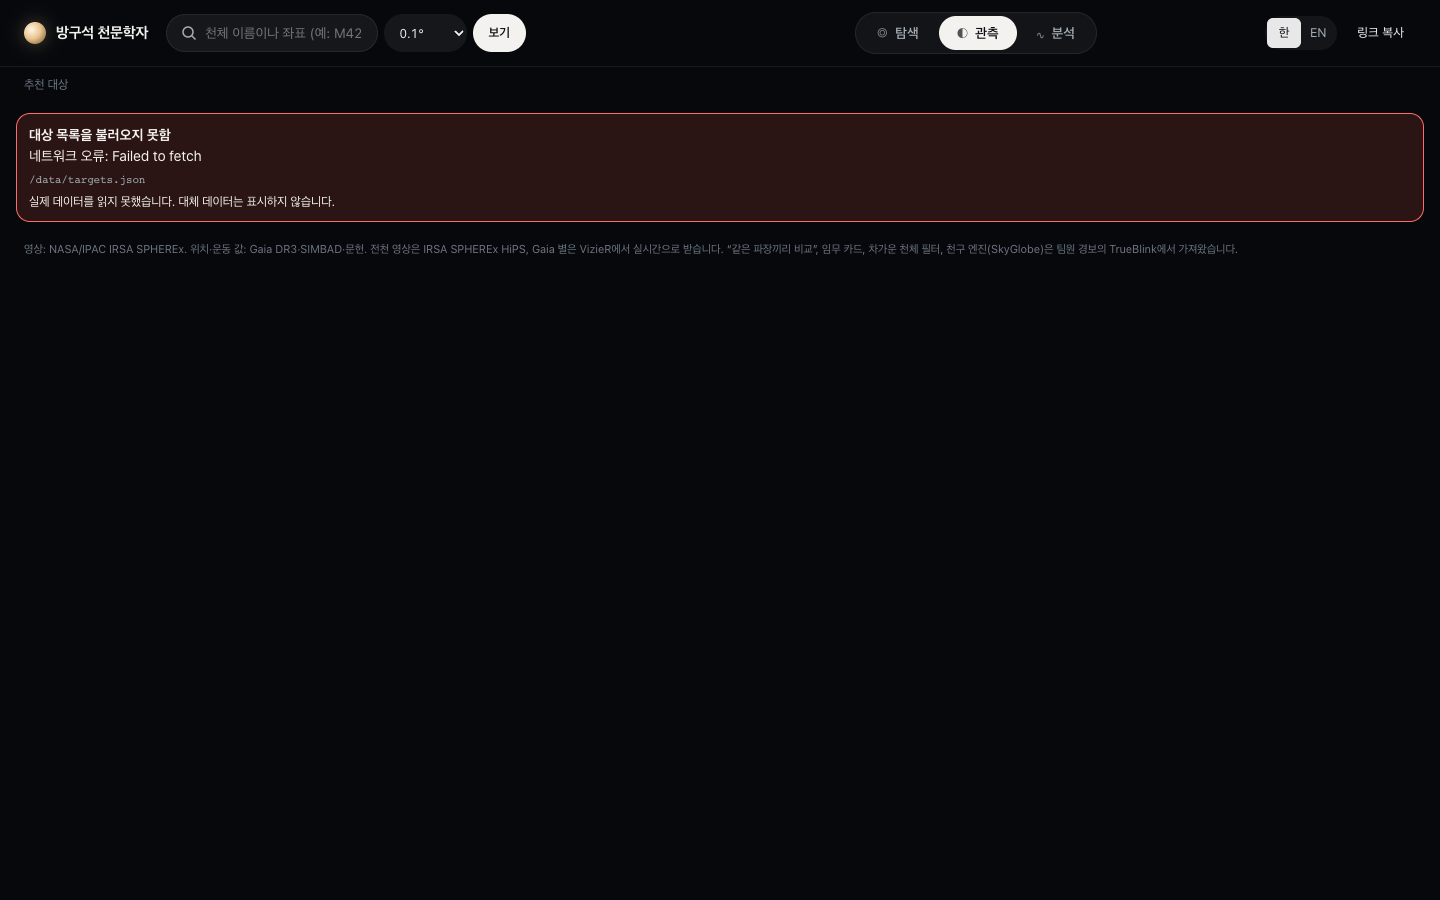 방구석 천문학자
천체 이름이나 좌표 (예: M42
0.1°
보기
탐색
관측
분석
한
EN
링크 복사
추천 대상
대상 목록을 불러오지 못함
네트워크 오류: Failed to fetch
/data/targets.json
실제 데이터를 읽지 못했습니다. 대체 데이터는 표시하지 않습니다.
영상: NASA/IPAC IRSA SPHEREx. 위치·운동 값: Gaia DR3·SIMBAD·문헌. 전천 영상은 IRSA SPHEREx HiPS, Gaia 별은 VizieR에서 실시간으로 받습니다. “같은 파장끼리 비교”, 임무 카드, 차가운 천체 필터, 천구 엔진(SkyGlobe)은 팀원 경보의 TrueBlink에서 가져왔습니다.